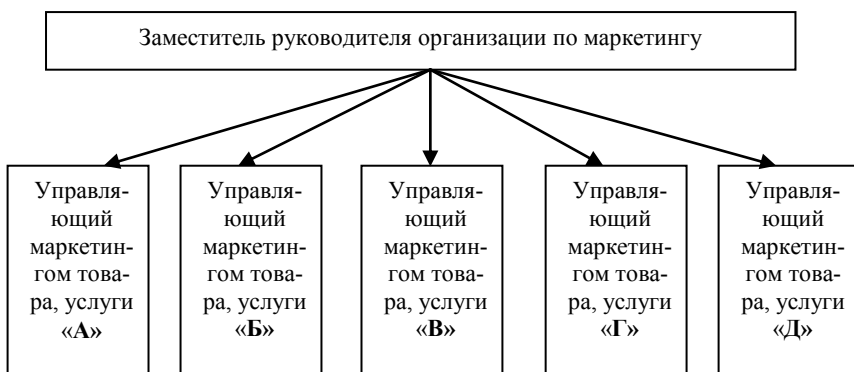 Заместитель руководителя организации по маркетингу
Управля-
ющий
маркетин-
гом това-
ра, услуги
«А»
Управля-
ющий
маркетин-
гом това-
ра, услуги
«Б»
Управля-
ющий
маркетин-
гом това-
ра, услуги
«В»
Управля-
ющий
маркетин-
гом това-
ра, услуги
«Г»
Управля-
ющий
маркетин-
гом това-
ра, услуги
«Д»